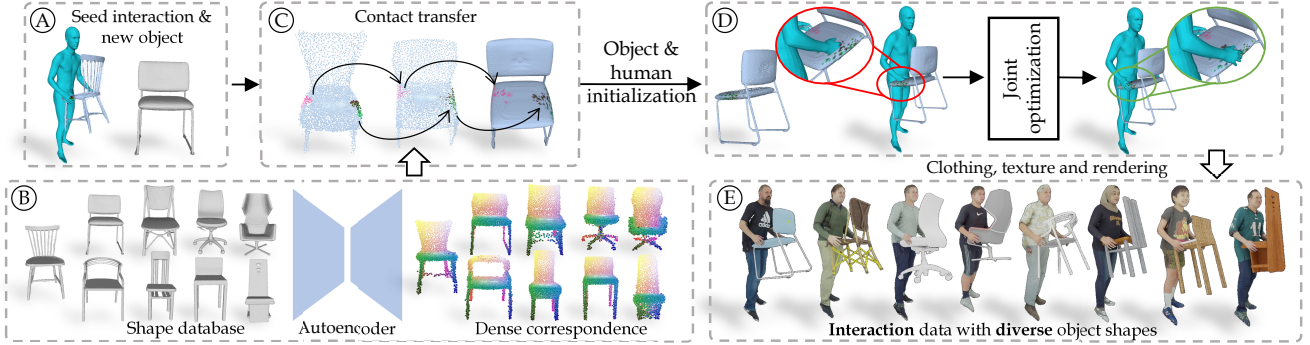 A
Seed interaction &
new object
C
Contact transfer
Object &
human
initialization
D
Joint
optimization
Clothing, texture and rendering
B
Shape database
Autoencoder
Dense correspondence
E
adidas
Interaction data with diverse object shapes